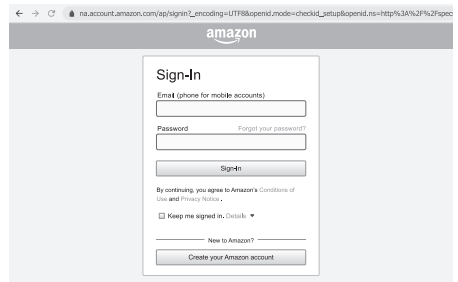 na.account.amazon.com/ap/signin?_encoding=UTF8&openid.mode=checkid_setup&openid.ns=http%3A%2F%2Fspec
amazon
Sign-In
Email (phone for mobile accounts)
Password Forgot your password?
Sign-In
By continuing, you agree to Amazon's Conditions of
Use and Privacy Notice.
Keep me signed in. Details
New to Amazon?
Create your Amazon account